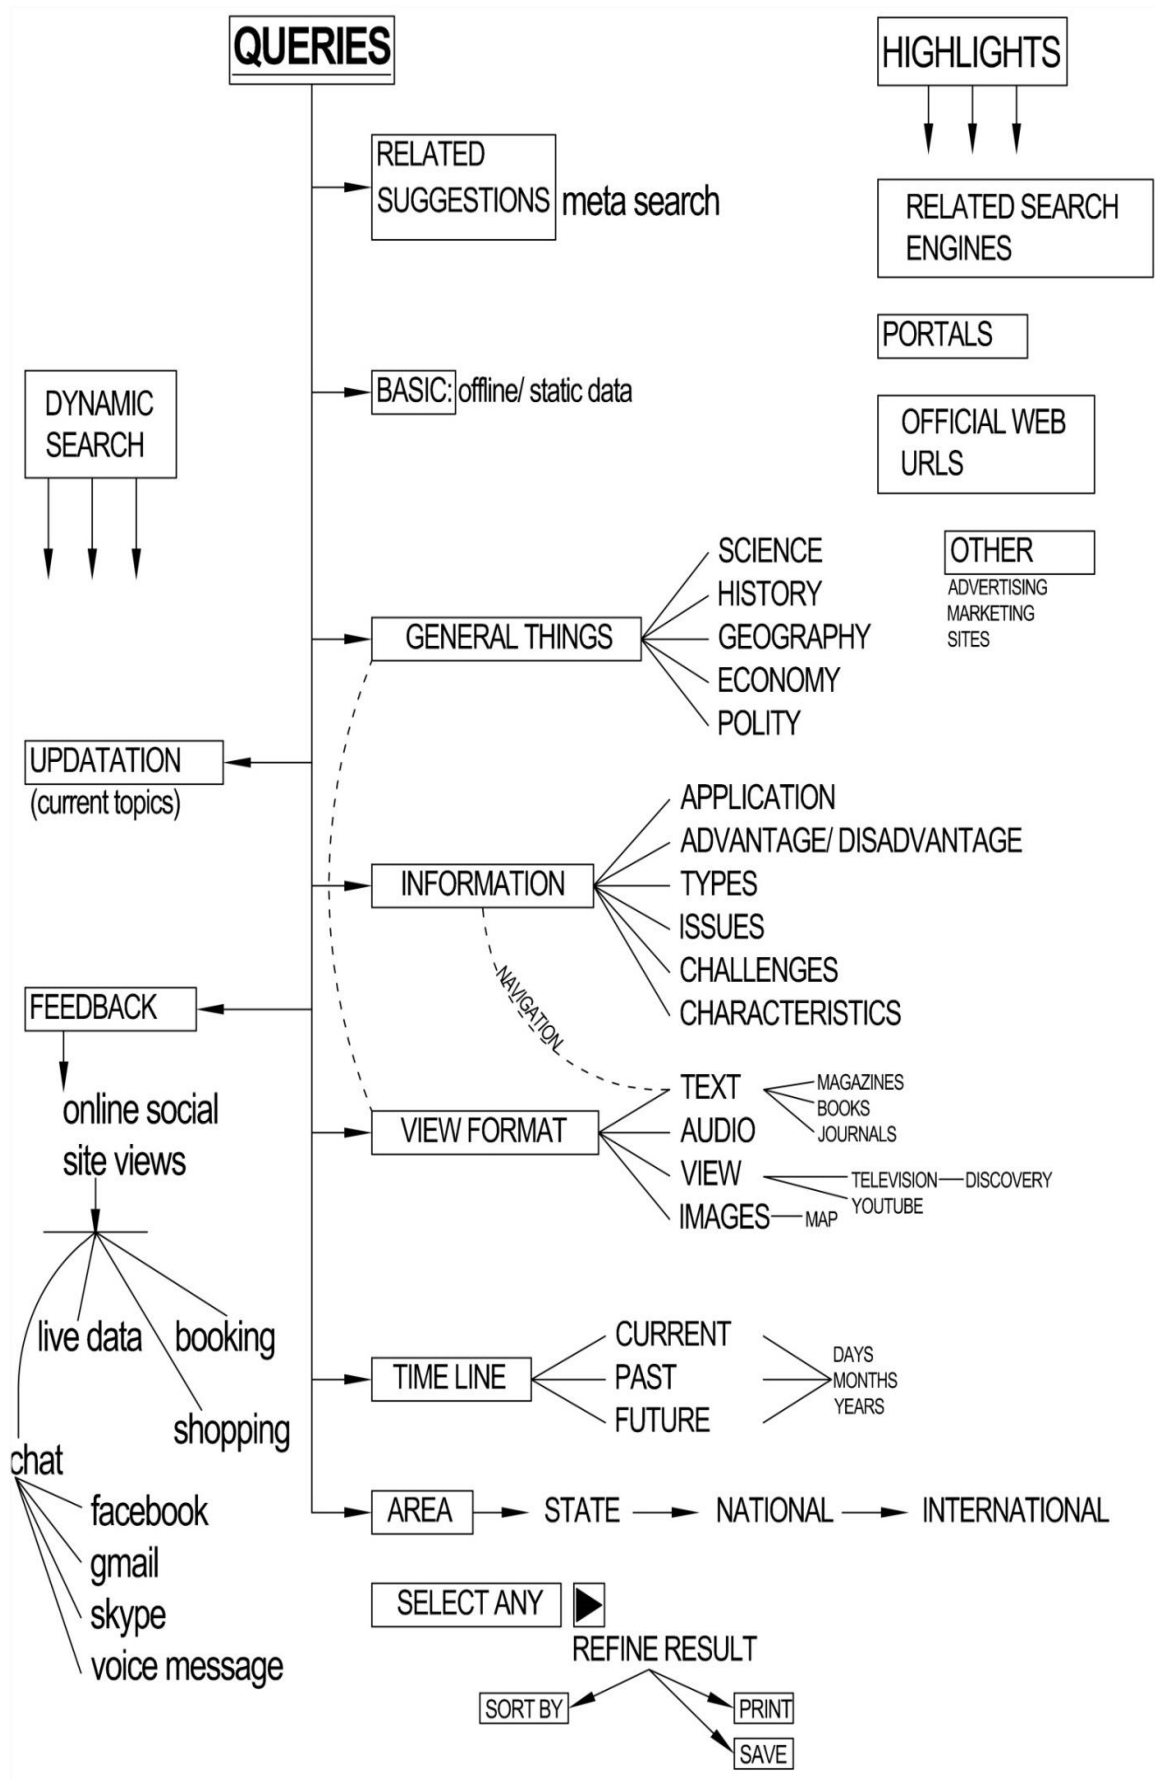 QUERIES
HIGHLIGHTS
RELATED
SUGGESTIONS
meta search
RELATED SEARCH
ENGINES
PORTALS
BASIC: offline/ static data
DYNAMIC
SEARCH
OFFICIAL WEB
URLS
OTHER
ADVERTISING
MARKETING
SITES
GENERAL THINGS
SCIENCE
HISTORY
GEOGRAPHY
ECONOMY
POLITY
UPDATATION
(current topics)
INFORMATION
APPLICATION
ADVANTAGE/ DISADVANTAGE
TYPES
ISSUES
CHALLENGES
CHARACTERISTICS
NAVIGATION
FEEDBACK
online social
site views
VIEW FORMAT
TEXT
MAGAZINES
BOOKS
JOURNALS
AUDIO
VIEW
TELEVISION
DISCOVERY
YOUTUBE
IMAGES
MAP
live data
booking
shopping
chat
facebook
gmail
skype
voice message
TIME LINE
CURRENT
PAST
FUTURE
DAYS
MONTHS
YEARS
AREA
STATE
NATIONAL
INTERNATIONAL
SELECT ANY
REFINE RESULT
SORT BY
PRINT
SAVE